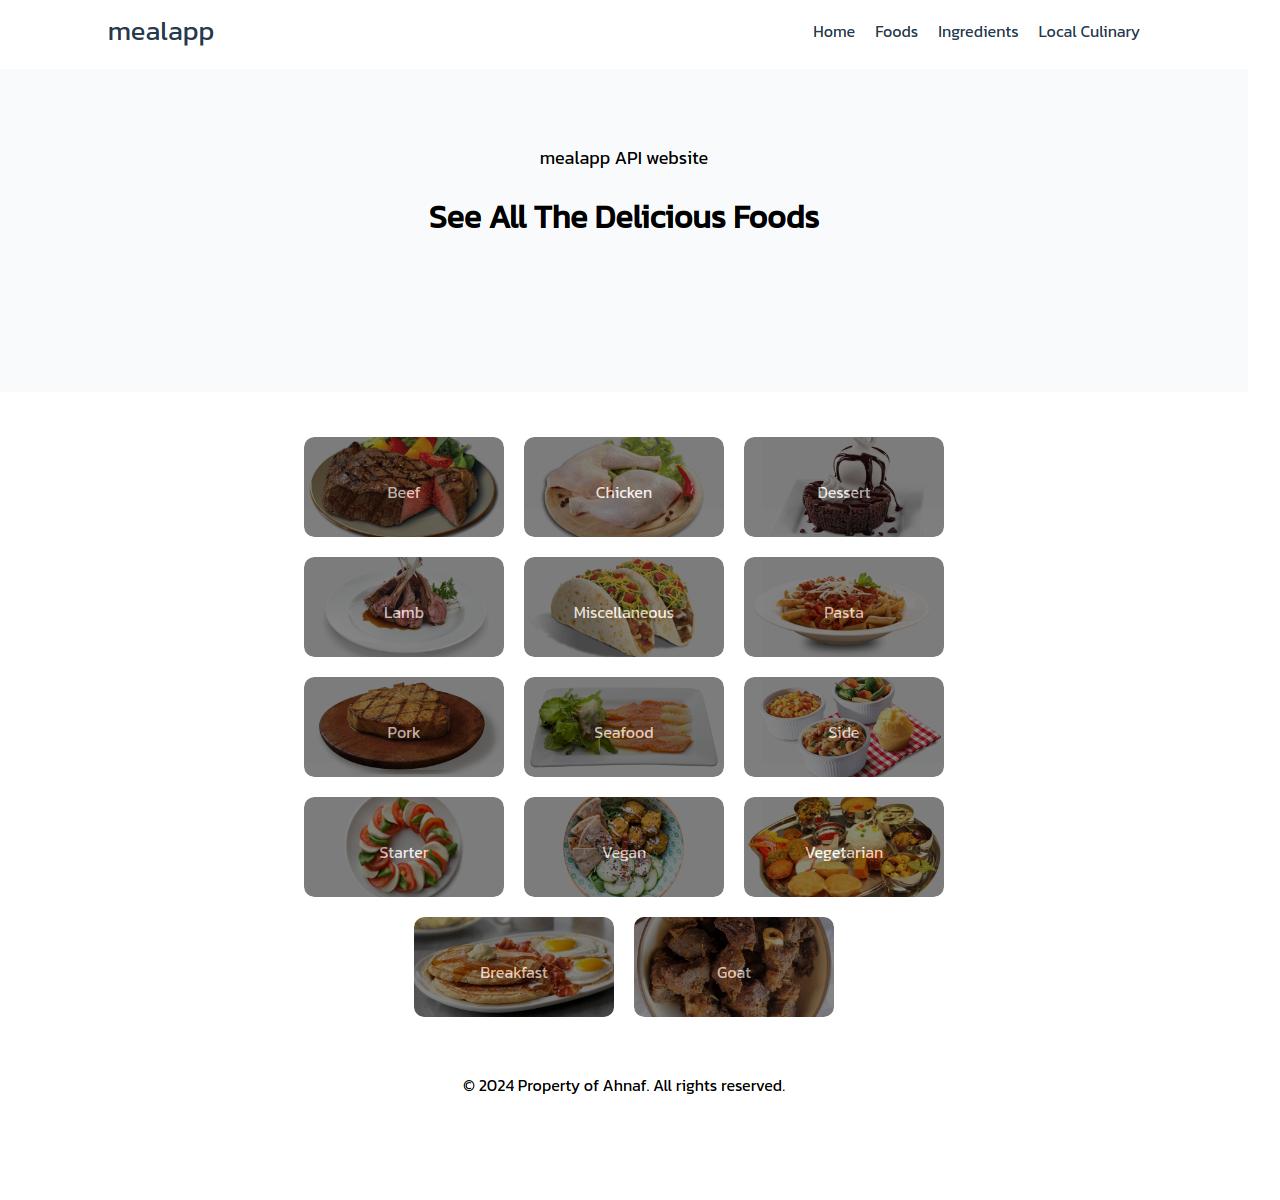 mealapp
Home Foods Ingredients Local Culinary
mealapp API website
See All The Delicious Foods
Beef
Chicken
Dessert
Lamb
Miscellaneous
Pasta
Pork
Seafood
Side
Starter
Vegan
Vegetarian
Breakfast
Goat
© 2024 Property of Ahnaf. All rights reserved.